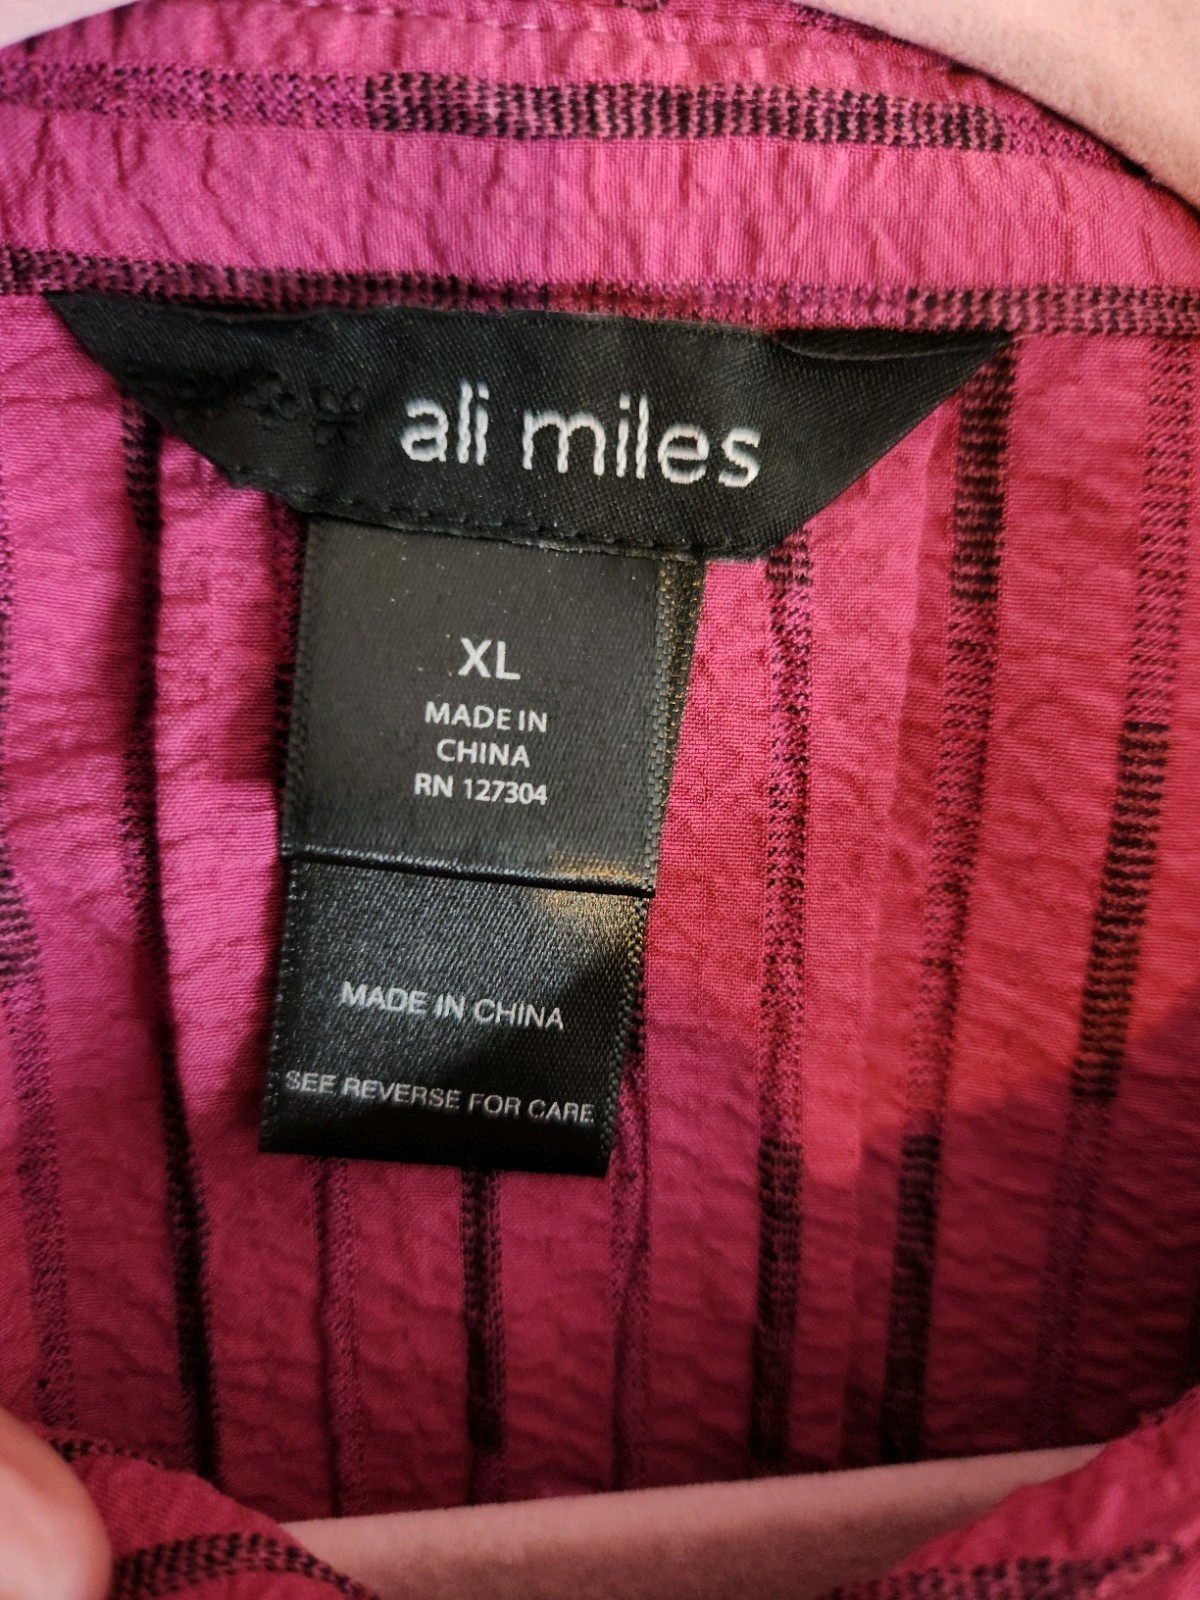 ali miles
XL
MADE IN
CHINA
RN 127304
MADE IN CHINA
SEE REVERSE FOR CARE